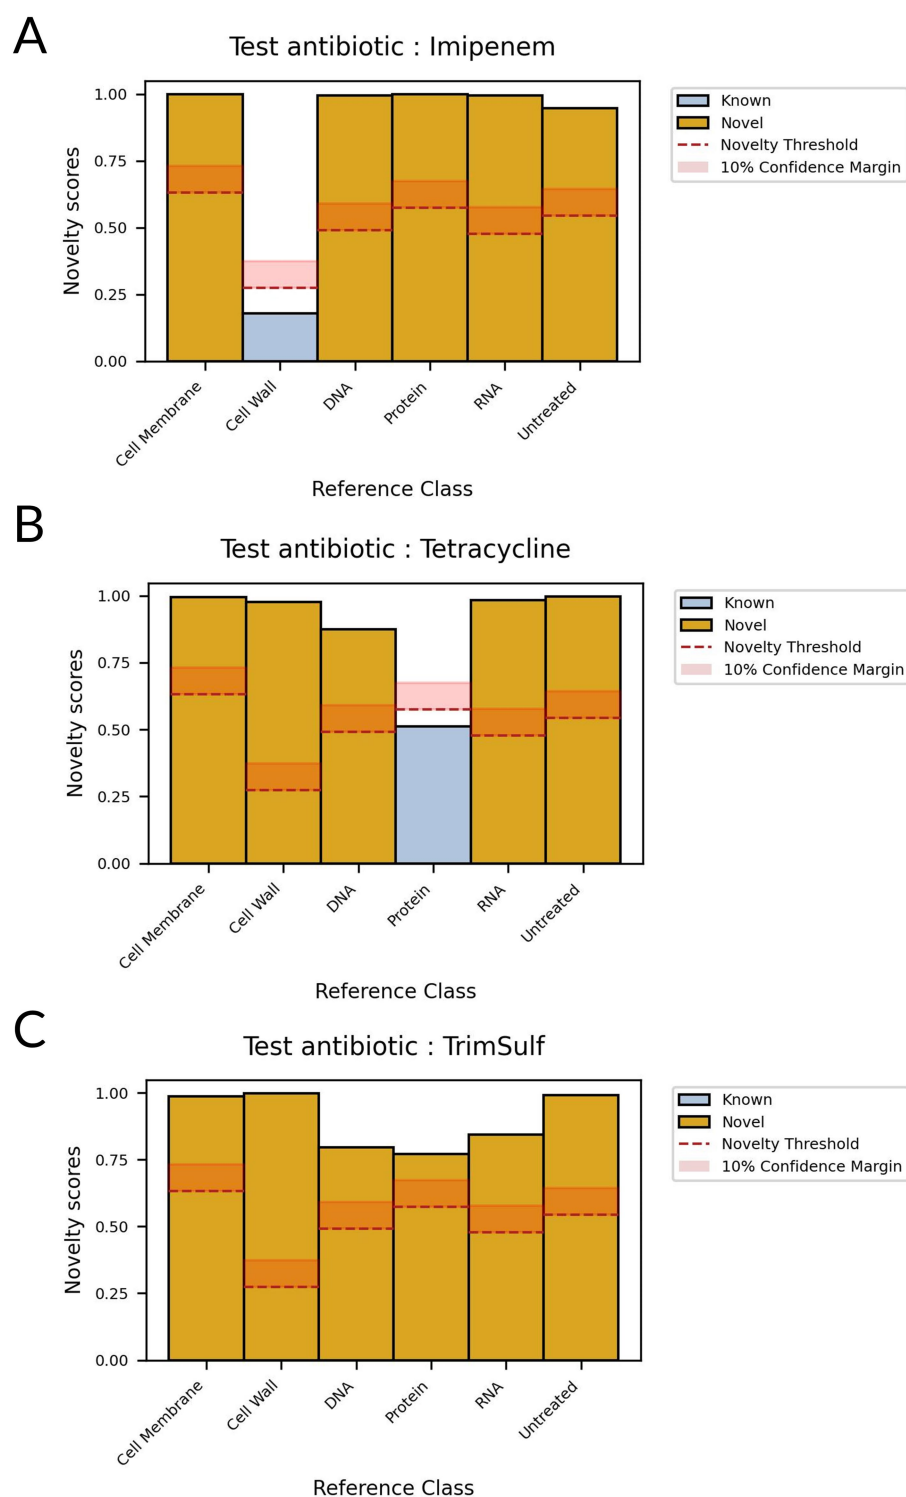 A
Test antibiotic : Imipenem
Novelty scores
1.00
0.75
0.50
0.25
0.00
Cell Membrane
Cell Wall
DNA
Protein
RNA
Untreated
Reference Class
Known
Novel
Novelty Threshold
10% Confidence Margin
B
Test antibiotic : Tetracycline
Novelty scores
1.00
0.75
0.50
0.25
0.00
Cell Membrane
Cell Wall
DNA
Protein
RNA
Untreated
Reference Class
Known
Novel
Novelty Threshold
10% Confidence Margin
C
Test antibiotic : TrimSulf
Novelty scores
1.00
0.75
0.50
0.25
0.00
Cell Membrane
Cell Wall
DNA
Protein
RNA
Untreated
Reference Class
Known
Novel
Novelty Threshold
10% Confidence Margin